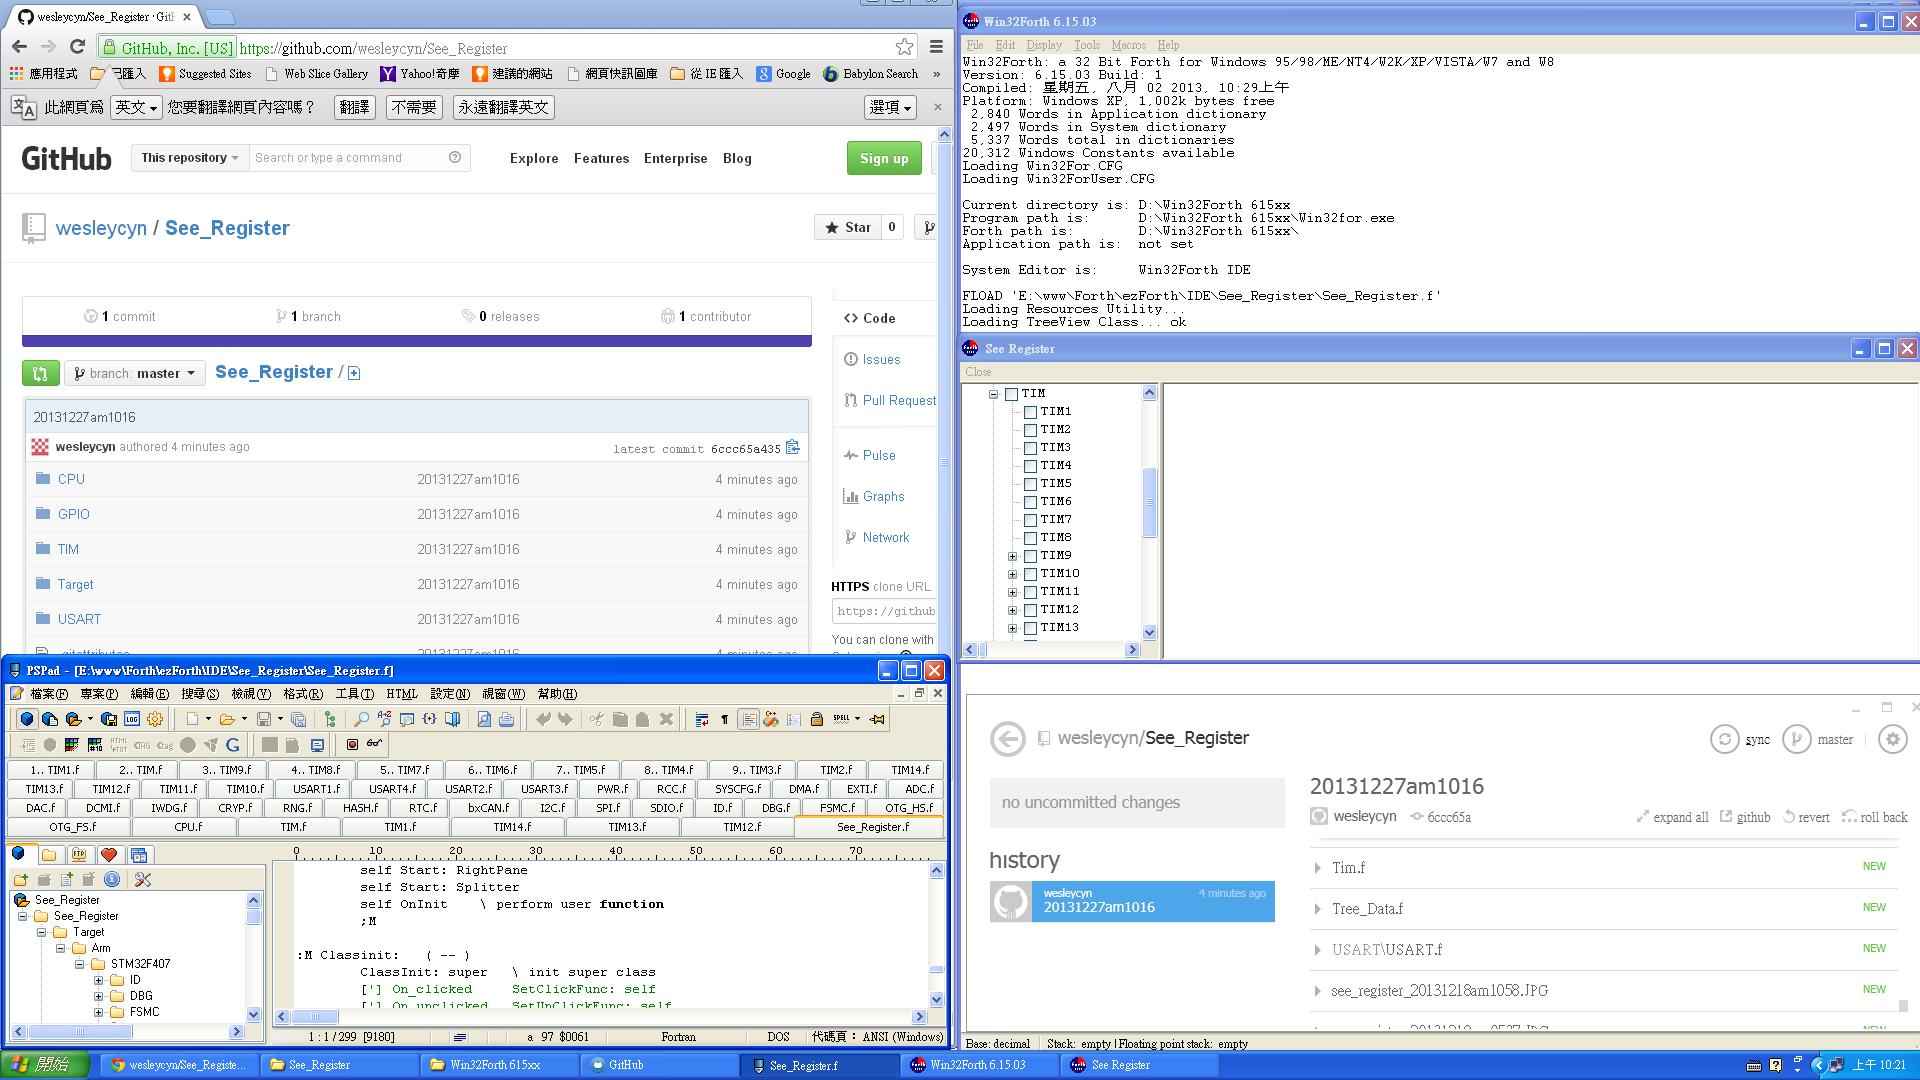 wesleycyn/See_Register · GitH
GitHub, Inc. [US] https://github.com/wesleycyn/See_Register
應用程式 已匯入 Suggested Sites Web Slice Gallery Yahoo!奇摩 建議的網站 網頁快訊圖庫 從 IE 匯入 Google Babylon Search »
此網頁為 英文 您要翻譯網頁內容嗎？ 翻譯 不需要 永遠翻譯英文 選項
GitHub This repository Search or type a command Explore Features Enterprise Blog Sign up
wesleycyn / See_Register
Star 0
1 commit 1 branch 0 releases 1 contributor
branch: master See_Register /
20131227am1016
wesleycyn authored 4 minutes ago latest commit 6ccc65a435
CPU 20131227am1016 4 minutes ago
GPIO 20131227am1016 4 minutes ago
TIM 20131227am1016 4 minutes ago
Target 20131227am1016 4 minutes ago
USART 20131227am1016 4 minutes ago
.gitattributes 20131227am1016 4 minutes ago
Code
Issues
Pull Request
Pulse
Graphs
Network
HTTPS clone URL
https://github
You can clone with
Win32Forth 6.15.03
File Edit Display Tools Macros Help
Win32Forth: a 32 Bit Forth for Windows 95/98/ME/NT4/W2K/XP/VISTA/W7 and W8
Version: 6.15.03 Build: 1
Compiled: 星期五, 八月 02 2013, 10:29上午
Platform: Windows XP, 1,002k bytes free
2,840 Words in Application dictionary
2,497 Words in System dictionary
5,337 Words total in dictionaries
20,312 Windows Constants available
Loading Win32For.CFG
Loading Win32ForUser.CFG
Current directory is: D:\Win32Forth 615xx
Program path is: D:\Win32Forth 615xx\Win32for.exe
Forth path is: D:\Win32Forth 615xx\
Application path is: not set
System Editor is: Win32Forth IDE
FLOAD 'E:\www\Forth\ezForth\IDE\See_Register\See_Register.f'
Loading Resources Utility...
Loading TreeView Class... ok
See Register
Close
TIM
TIM1
TIM2
TIM3
TIM4
TIM5
TIM6
TIM7
TIM8
TIM9
TIM10
TIM11
TIM12
TIM13
PSPad - [E:\www\Forth\ezForth\IDE\See_Register\See_Register.f]
檔案(F) 專案(P) 編輯(E) 搜尋(S) 檢視(V) 格式(R) 工具(T) HTML 設定(N) 視窗(W) 幫助(H)
1.. TIM1.f 2.. TIM.f 3.. TIM9.f 4.. TIM8.f 5.. TIM7.f 6.. TIM6.f 7.. TIM5.f 8.. TIM4.f 9.. TIM3.f TIM2.f TIM14.f
TIM13.f TIM12.f TIM11.f TIM10.f USART1.f USART4.f USART2.f USART3.f PWR.f RCC.f SYSCFG.f DMA.f EXTI.f ADC.f
DAC.f DCMI.f IWDG.f CRYP.f RNG.f HASH.f RTC.f bxCAN.f I2C.f SPI.f SDIO.f ID.f DBG.f FSMC.f OTG_HS.f
OTG_FS.f CPU.f TIM.f TIM1.f TIM14.f TIM13.f TIM12.f See_Register.f
0 10 20 30 40 50 60 70
See_Register
See_Register
Target
Arm
STM32F407
ID
DBG
FSMC
self Start: RightPane
self Start: Splitter
self OnInit \ perform user function
;M
:M Classinit: ( -- )
ClassInit: super \ init super class
['] On_clicked SetClickFunc: self
['] On_unclicked SetUnClickFunc: self
1 : 1 / 299 [9180] a 97 $0061 Fortran DOS 代碼頁： ANSI (Windows)
wesleycyn/See_Register sync master
no uncommitted changes
history
wesleycyn 4 minutes ago
20131227am1016
20131227am1016
wesleycyn 6ccc65a expand all github revert roll back
Tim.f NEW
Tree_Data.f NEW
USART\USART.f NEW
see_register_20131218am1058.JPG NEW
Base: decimal Stack: empty Floating point stack: empty
開始 wesleycyn/See_Registe... See_Register Win32Forth 615xx GitHub See_Register.f Win32Forth 6.15.03 See Register 上午 10:21